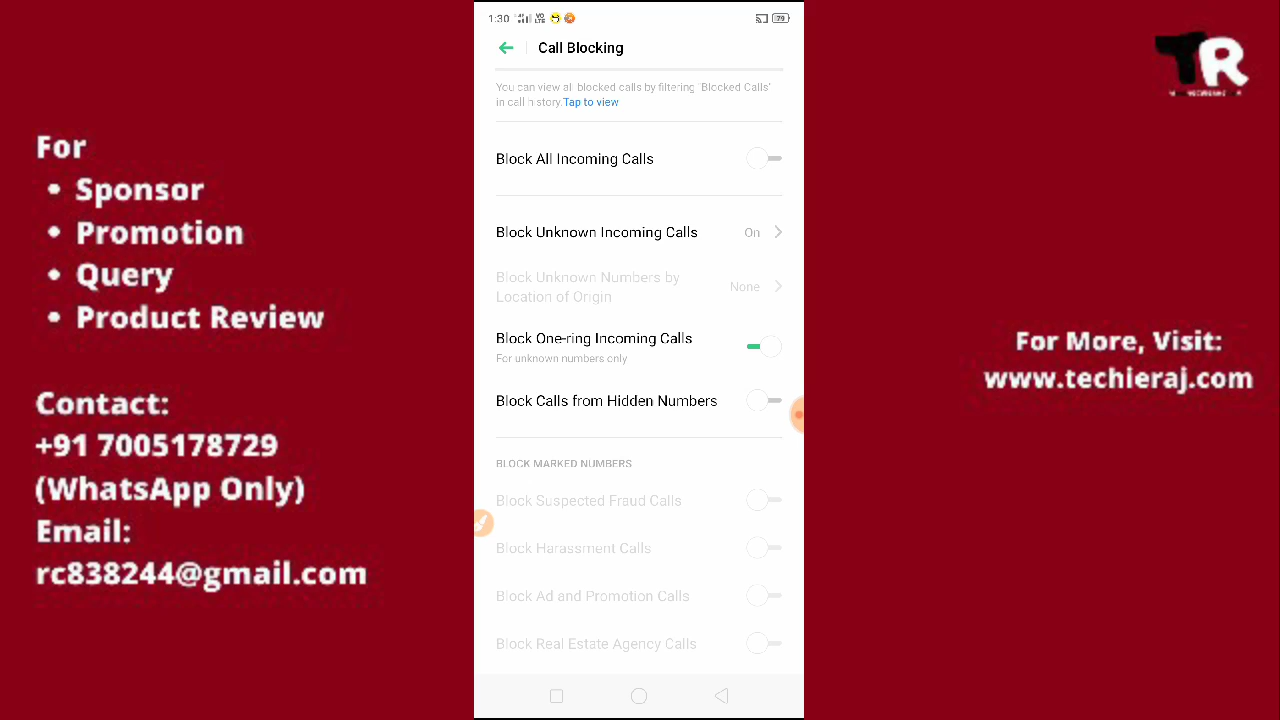 For
• Sponsor
• Promotion
• Query
• Product Review
Contact:
+91 7005178729
(WhatsApp Only)
Email:
rc838244@gmail.com
1:30
79
Call Blocking
You can view all blocked calls by filtering 'Blocked Calls'
in call history.Tap to view
Block All Incoming Calls
Block Unknown Incoming Calls On
Block Unknown Numbers by
Location of Origin
None
Block One-ring Incoming Calls
For unknown numbers only
Block Calls from Hidden Numbers
BLOCK MARKED NUMBERS
Block Suspected Fraud Calls
Block Harassment Calls
Block Ad and Promotion Calls
Block Real Estate Agency Calls
TR
For More, Visit:
www.techieraj.com